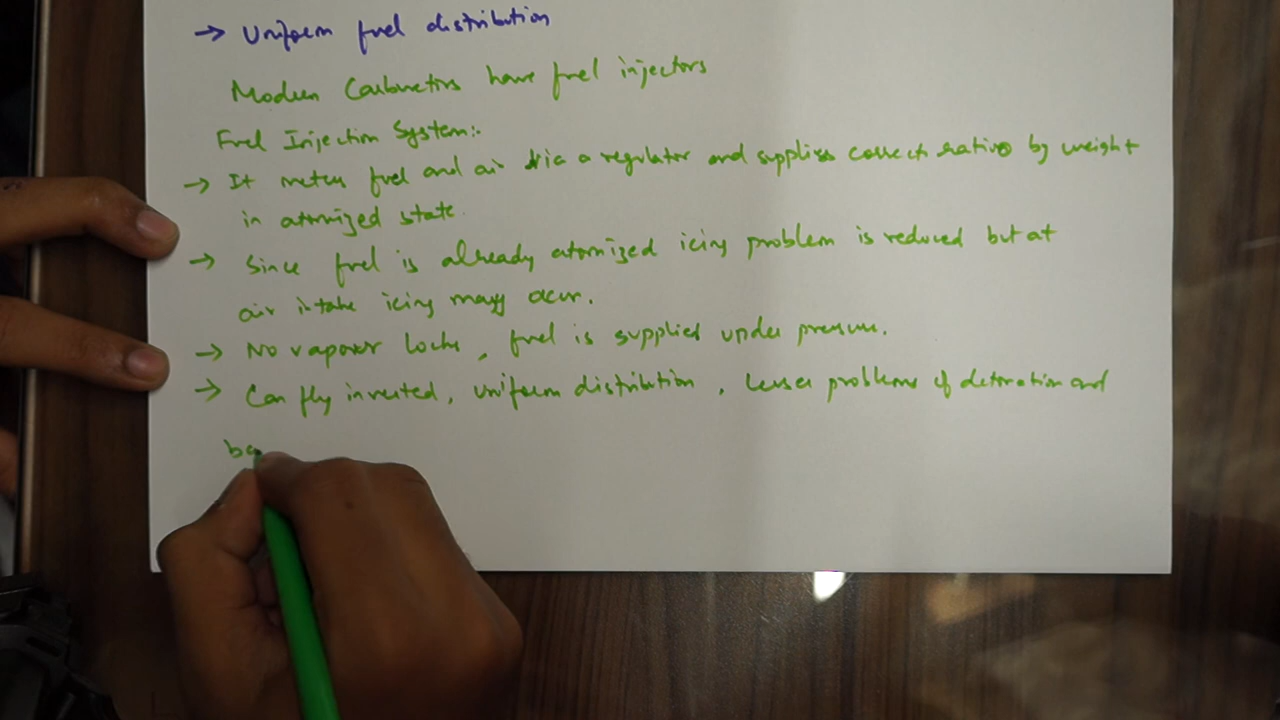 → Uniform fuel distribution
Modern Carburetors have fuel injectors
Fuel Injection System:-
→ It meters fuel and air via a regulator and supplies correct ratio by weight
in atomized state.
→ Since fuel is already atomized icing problem is reduced but at
air intake icing may occur.
→ No vapour locks, fuel is supplied under pressure.
→ Can fly inverted, uniform distribution, lesser problems of detonation and